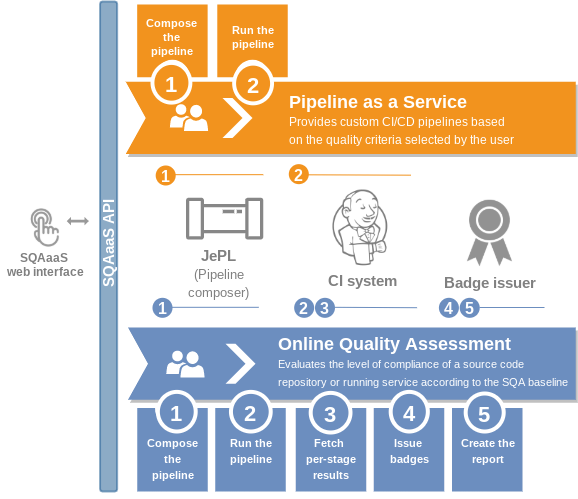 Compose
the
pipeline
Run the
pipeline
1
2
Pipeline as a Service
Provides custom CI/CD pipelines based
on the quality criteria selected by the user
1
2
SQAaaS API
SQAaaS
web interface
JePL
(Pipeline
composer)
CI system
Badge issuer
1
2 3
4 5
Online Quality Assessment
Evaluates the level of compliance of a source code
repository or running service according to the SQA baseline
1
2
3
4
5
Compose
the
pipeline
Run the
pipeline
Fetch
per-stage
results
Issue
badges
Create the
report